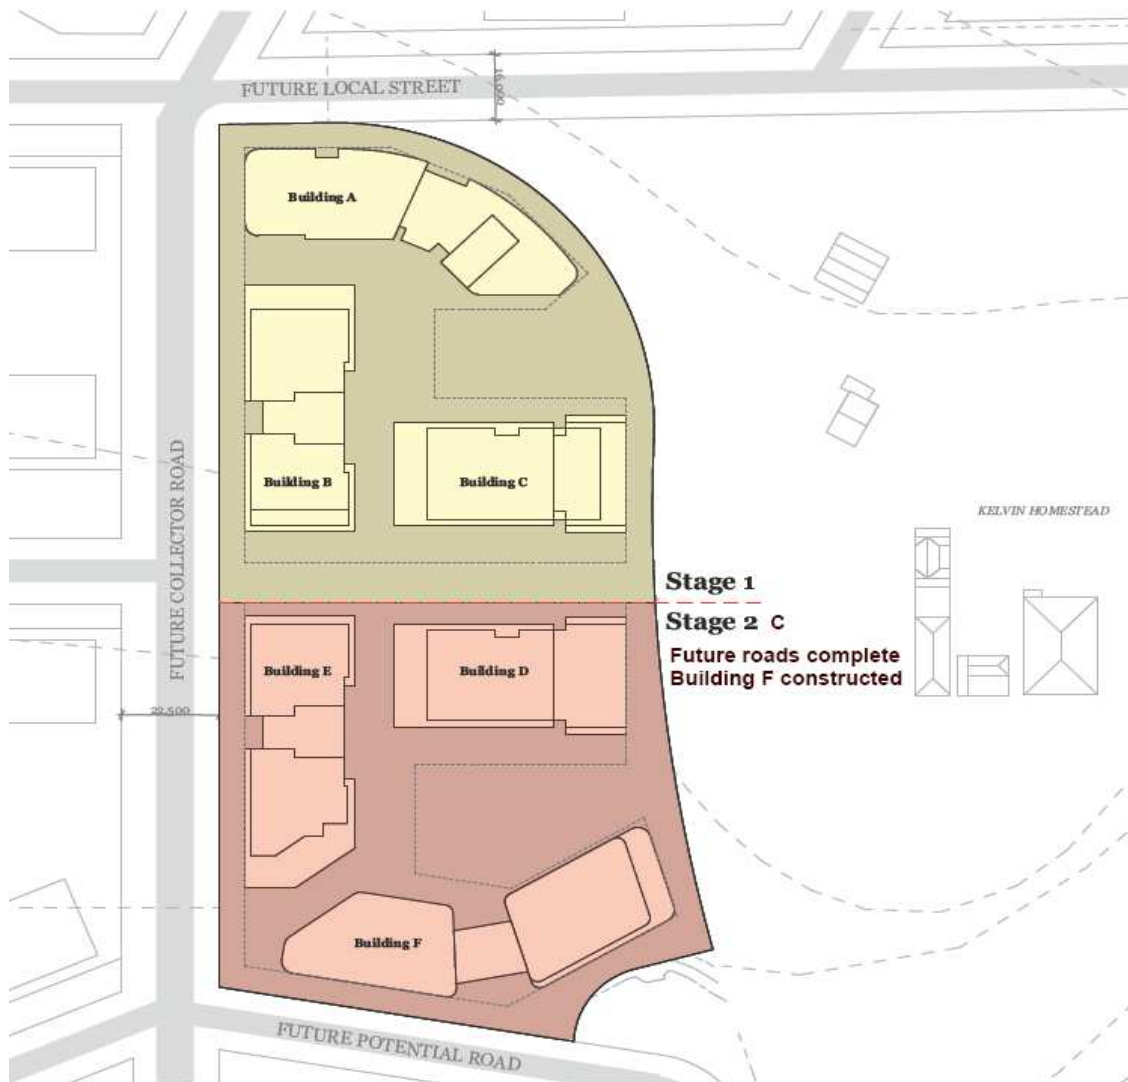 FUTURE LOCAL STREET
16,000
Building A
FUTURE COLLECTOR ROAD
Building B
Building C
KELVIN HOMESTEAD
Stage 1
Stage 2 C
Future roads complete
Building F constructed
Building E
Building D
22,500
Building F
FUTURE POTENTIAL ROAD